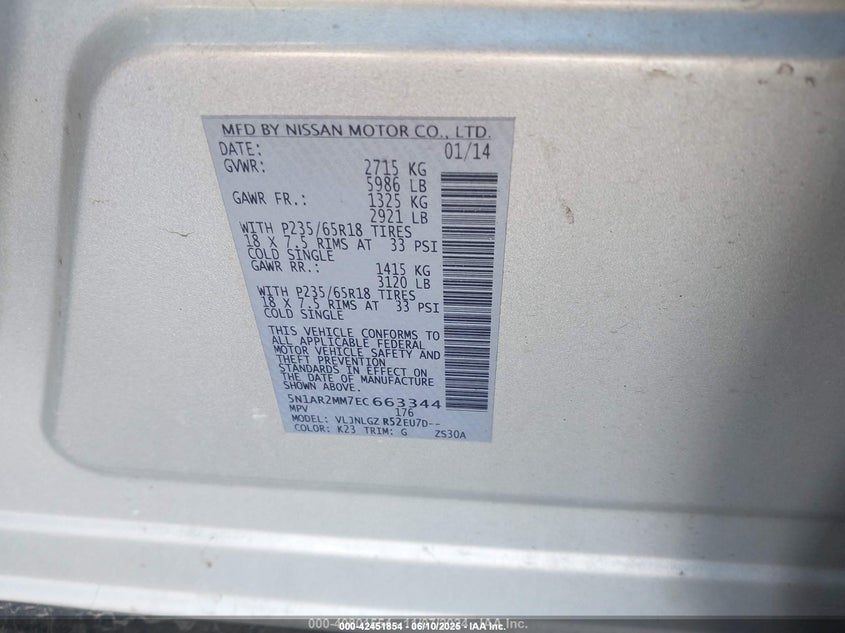 MFD BY NISSAN MOTOR CO., LTD.
DATE: 01/14
GVWR: 2715 KG
5986 LB
GAWR FR.: 1325 KG
2921 LB
WITH P235/65R18 TIRES
18 X 7.5 RIMS AT 33 PSI
COLD SINGLE
GAWR RR.: 1415 KG
3120 LB
WITH P235/65R18 TIRES
18 X 7.5 RIMS AT 33 PSI
COLD SINGLE
THIS VEHICLE CONFORMS TO
ALL APPLICABLE FEDERAL
MOTOR VEHICLE SAFETY AND
THEFT PREVENTION
STANDARDS IN EFFECT ON
THE DATE OF MANUFACTURE
SHOWN ABOVE.
5N1AR2MM7EC663344
MPV 176
MODEL: VLJNLGZ R52EU7D--
COLOR: K23 TRIM: G ZS30A
000-42451854 - 06/10/2025 - IAA Inc.